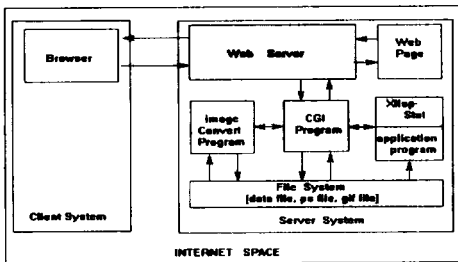 Browser
Web Server
Web
Page
Image
Convert
Program
CGI
Program
Xlisp-
Stat
application
program
File System
[data file, ps file, gif file]
Client System
Server System
INTERNET SPACE